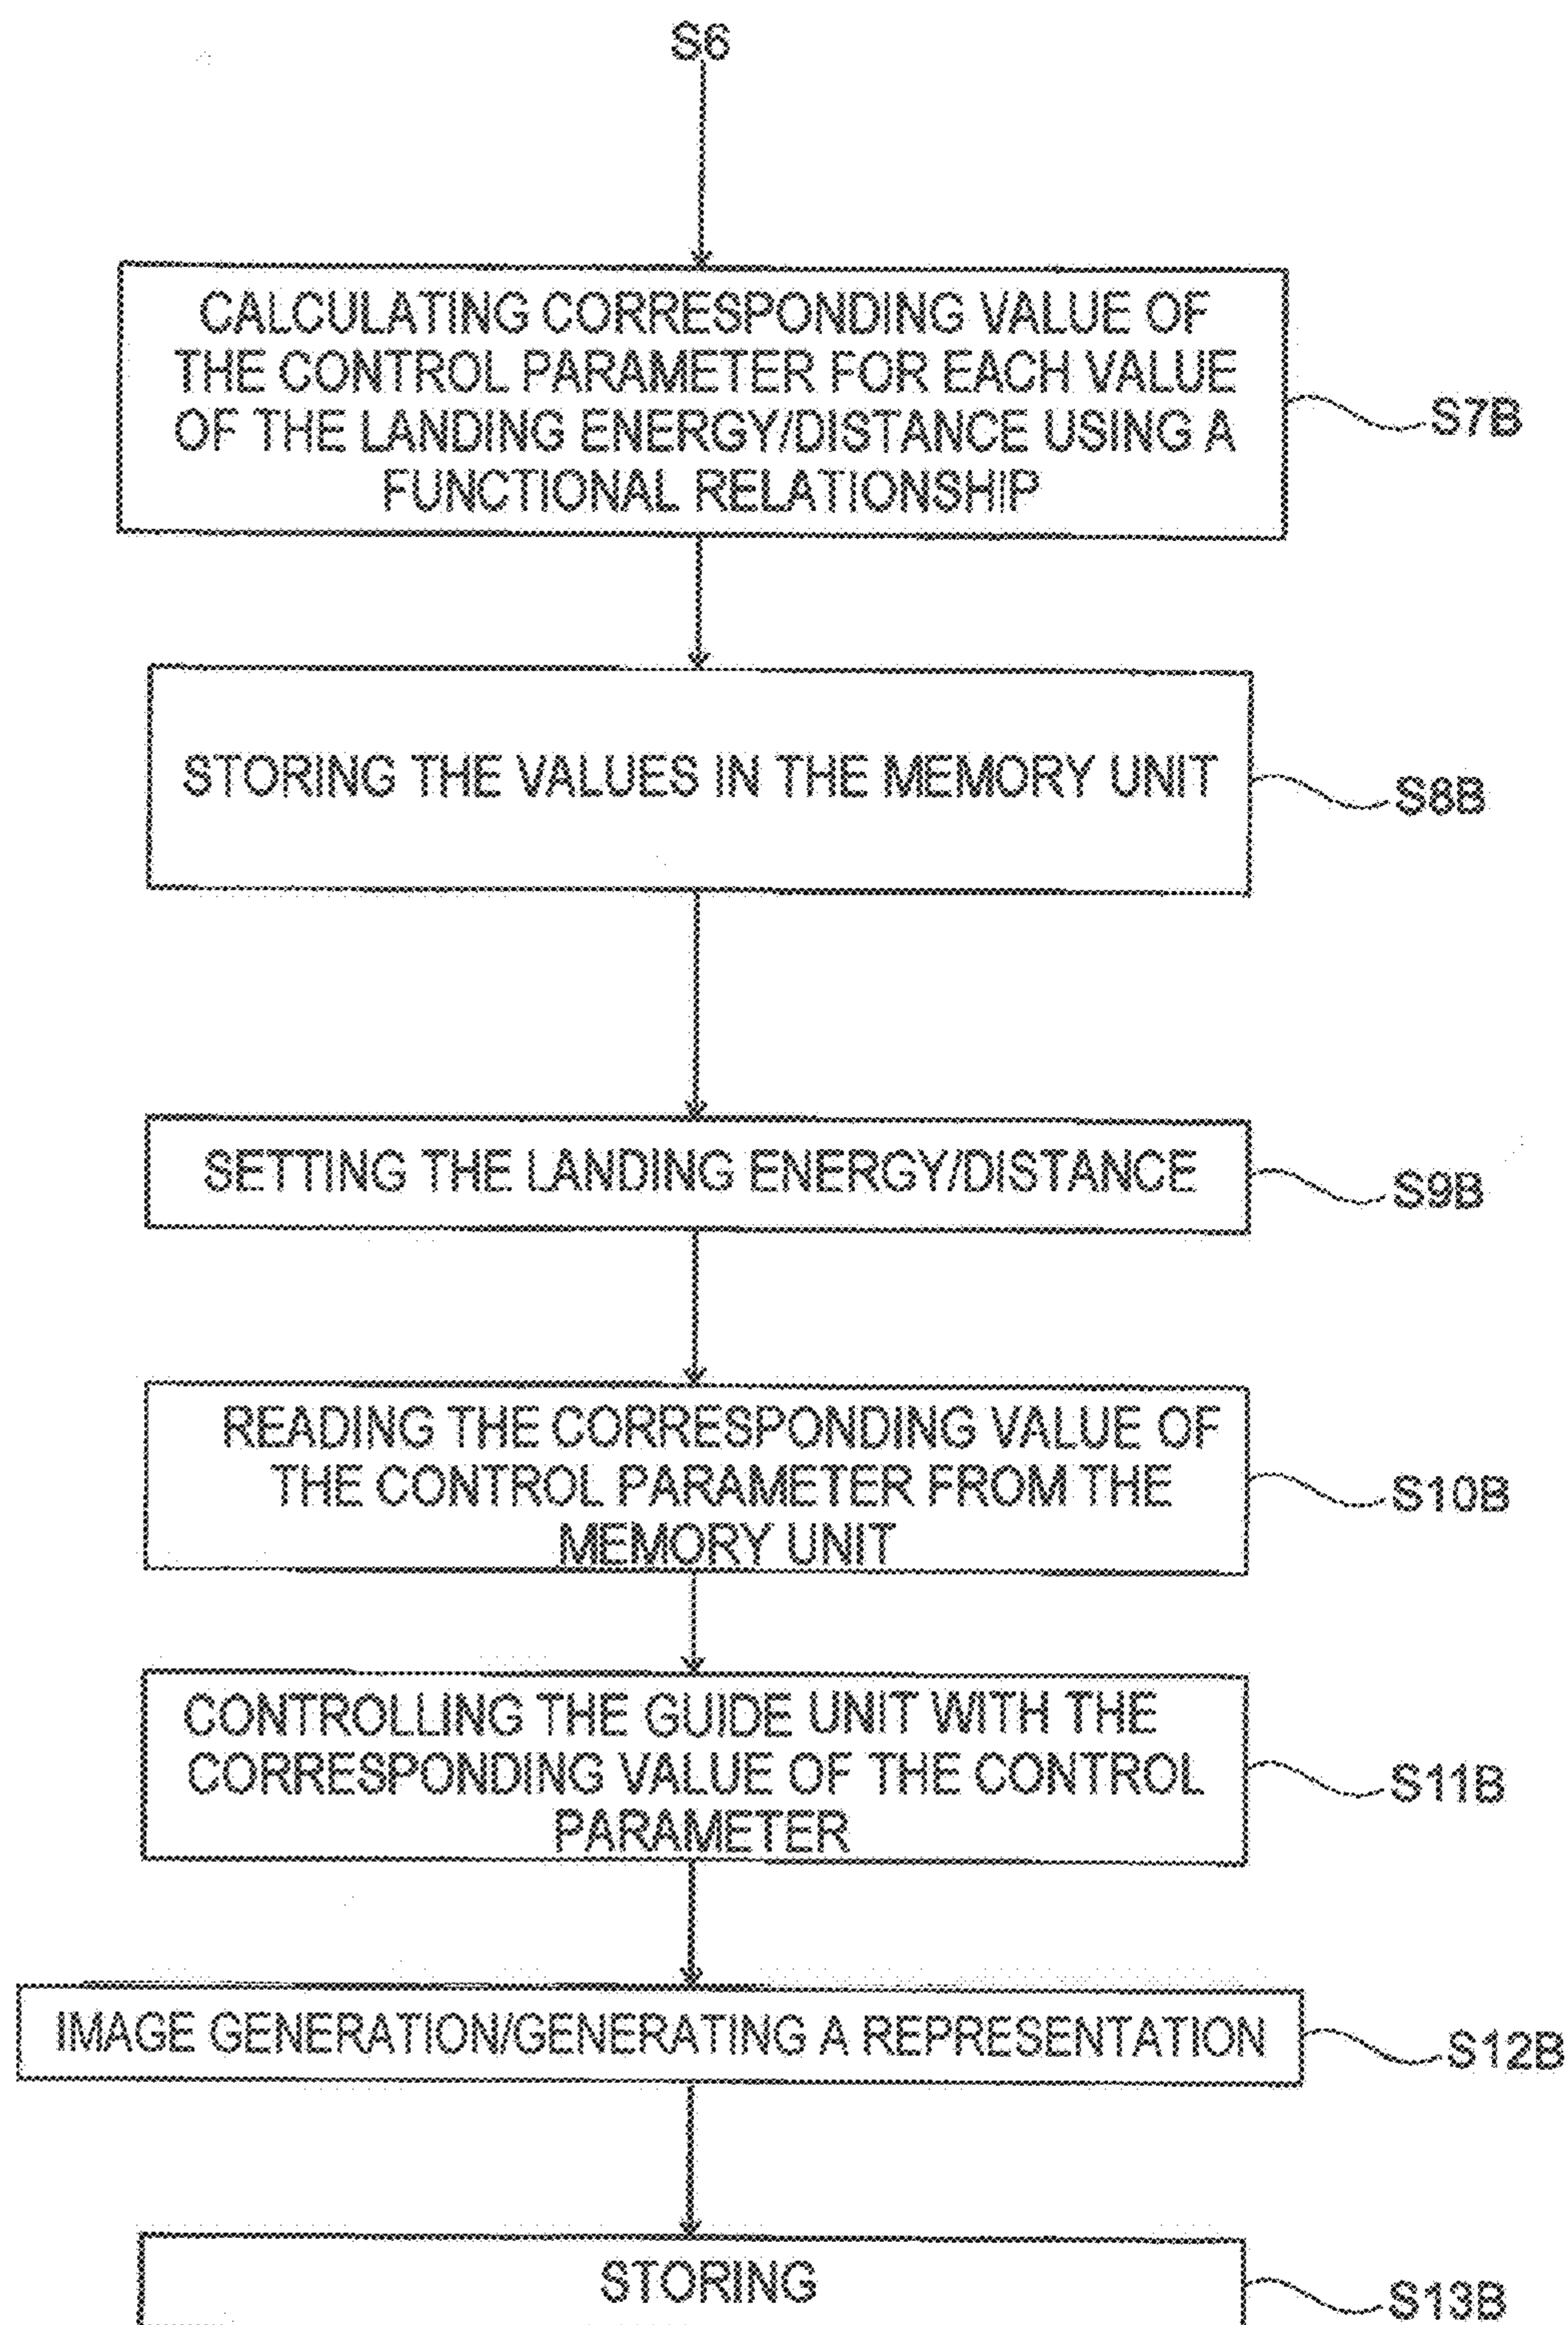 S6
CALCULATING CORRESPONDING VALUE OF
THE CONTROL PARAMETER FOR EACH VALUE
OF THE LANDING ENERGY/DISTANCE USING A
FUNCTIONAL RELATIONSHIP
S7B
STORING THE VALUES IN THE MEMORY UNIT
S8B
SETTING THE LANDING ENERGY/DISTANCE
S9B
READING THE CORRESPONDING VALUE OF
THE CONTROL PARAMETER FROM THE
MEMORY UNIT
S10B
CONTROLLING THE GUIDE UNIT WITH THE
CORRESPONDING VALUE OF THE CONTROL
PARAMETER
S11B
IMAGE GENERATION/GENERATING A REPRESENTATION
S12B
STORING
S13B